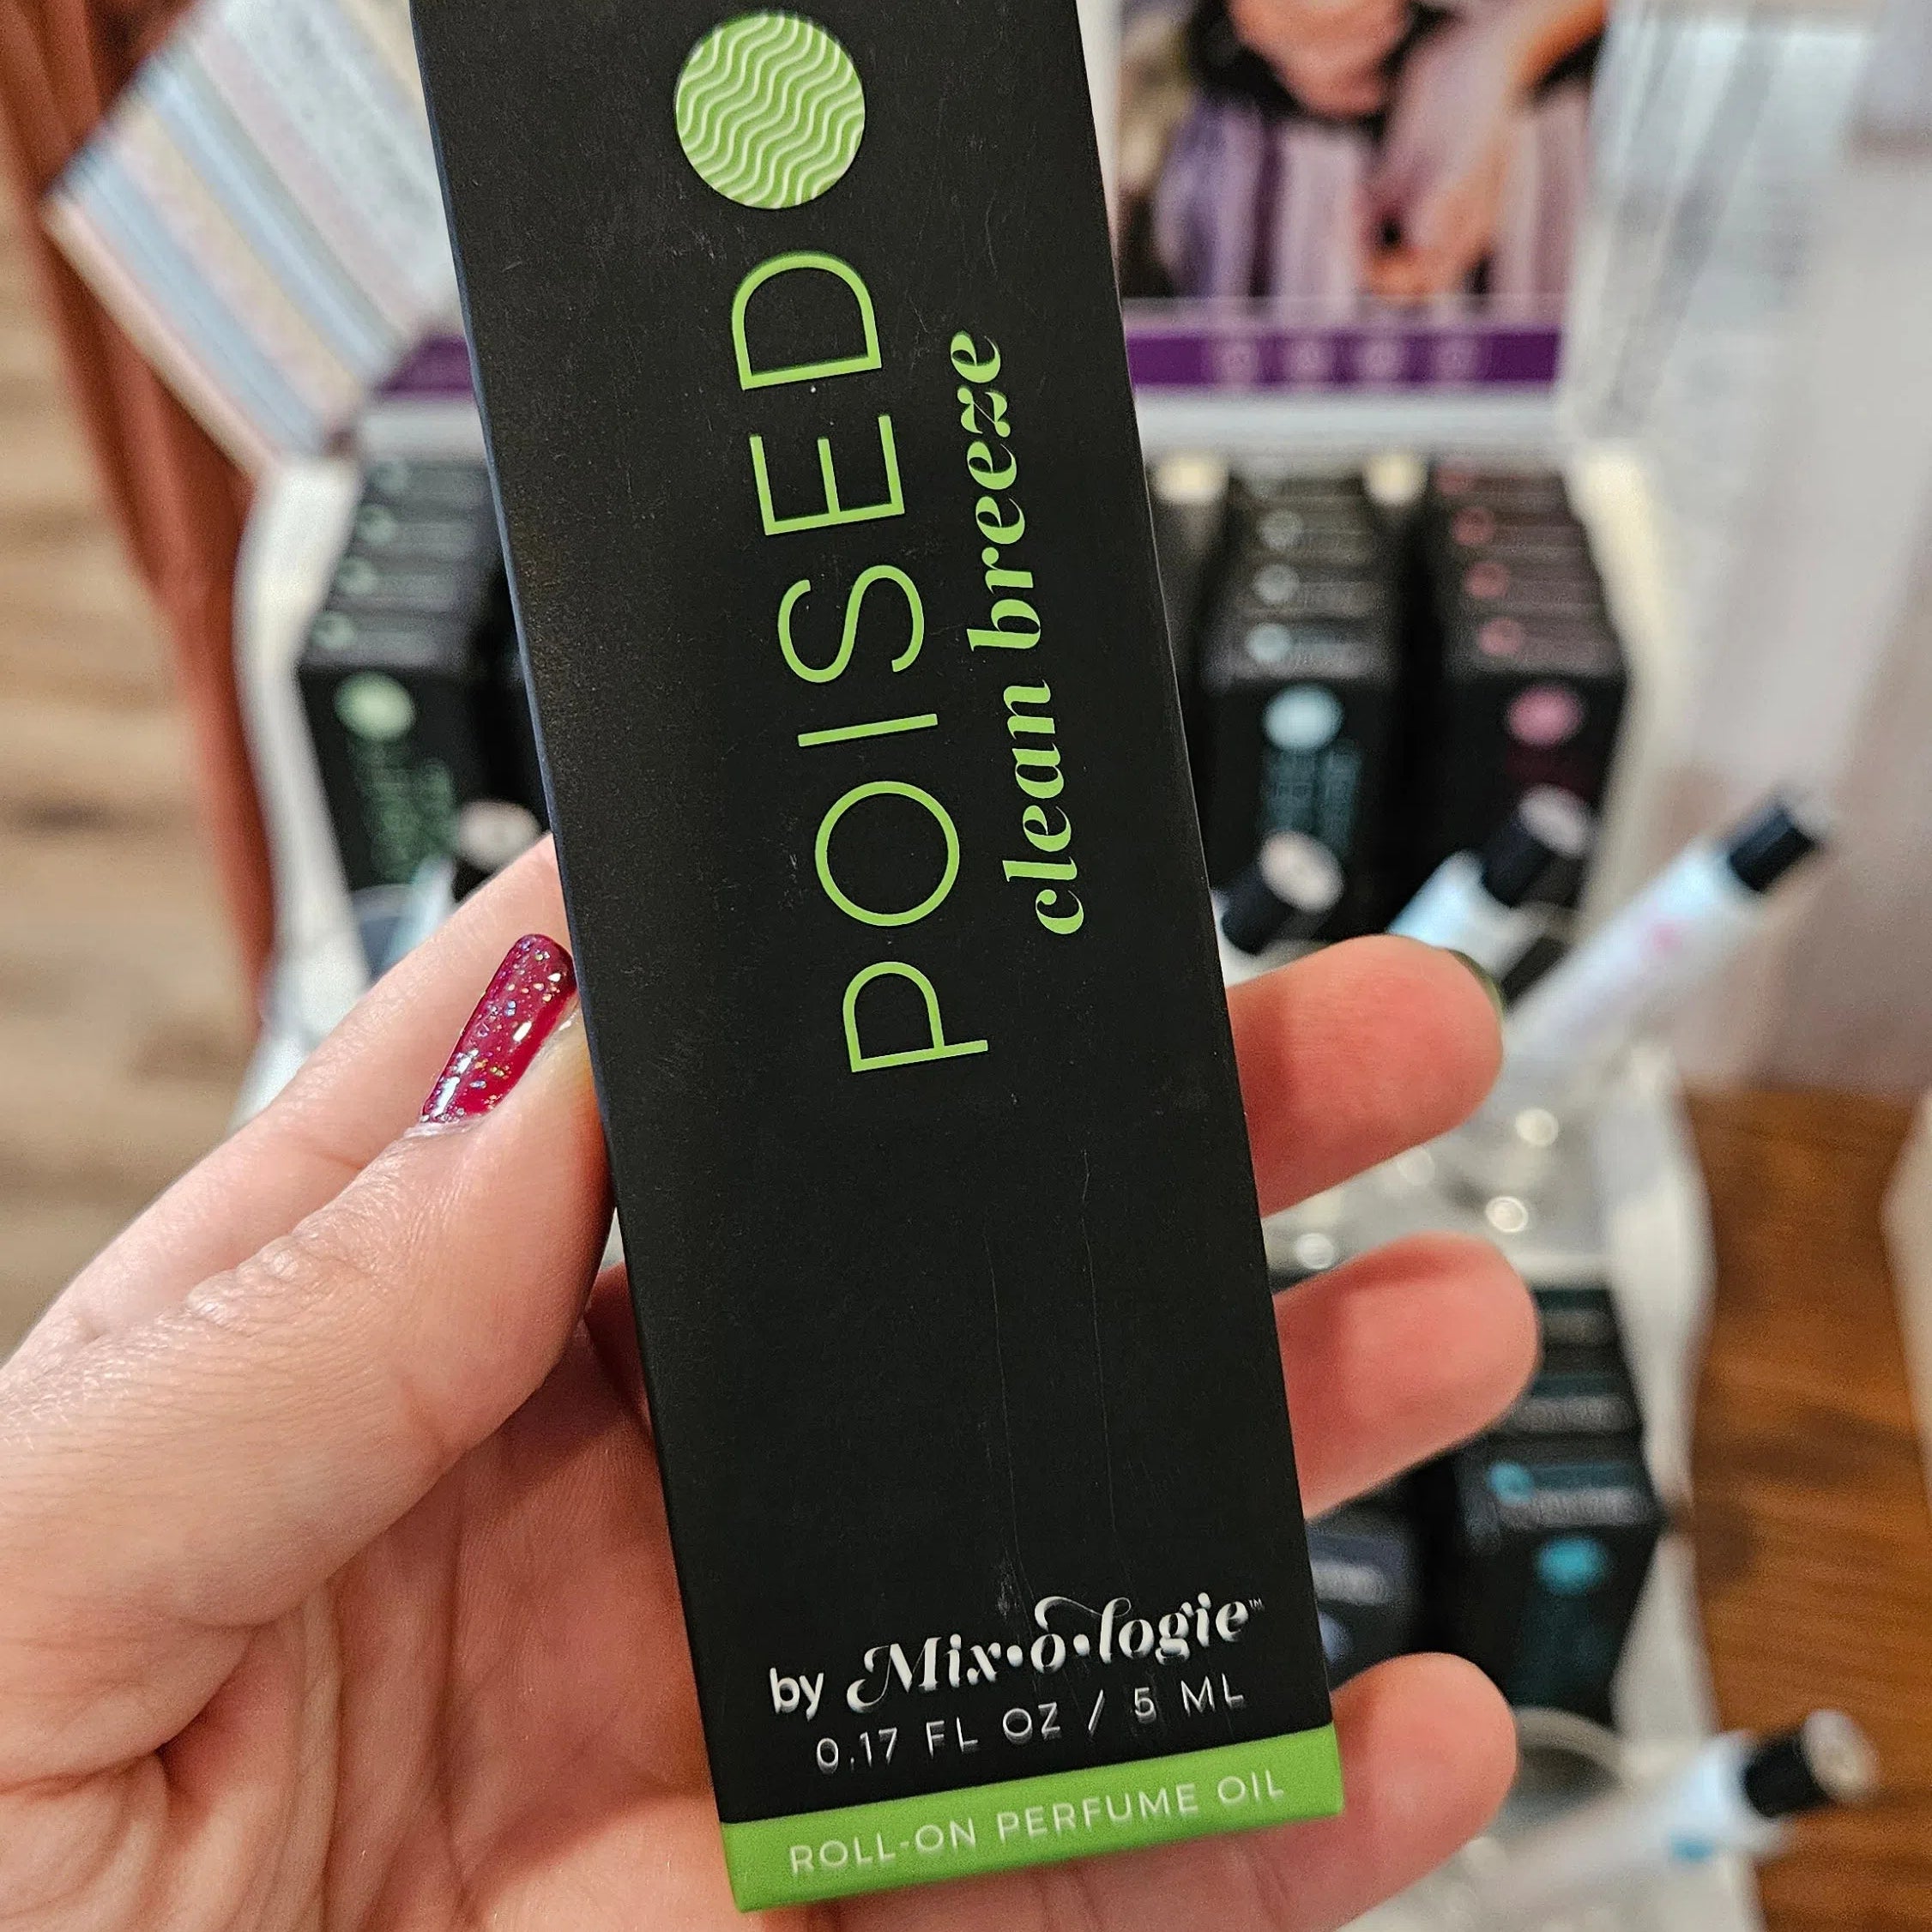 POISED
clean breeze
by Mix•o•logie™
0.17 FL OZ / 5 ML
ROLL-ON PERFUME OIL